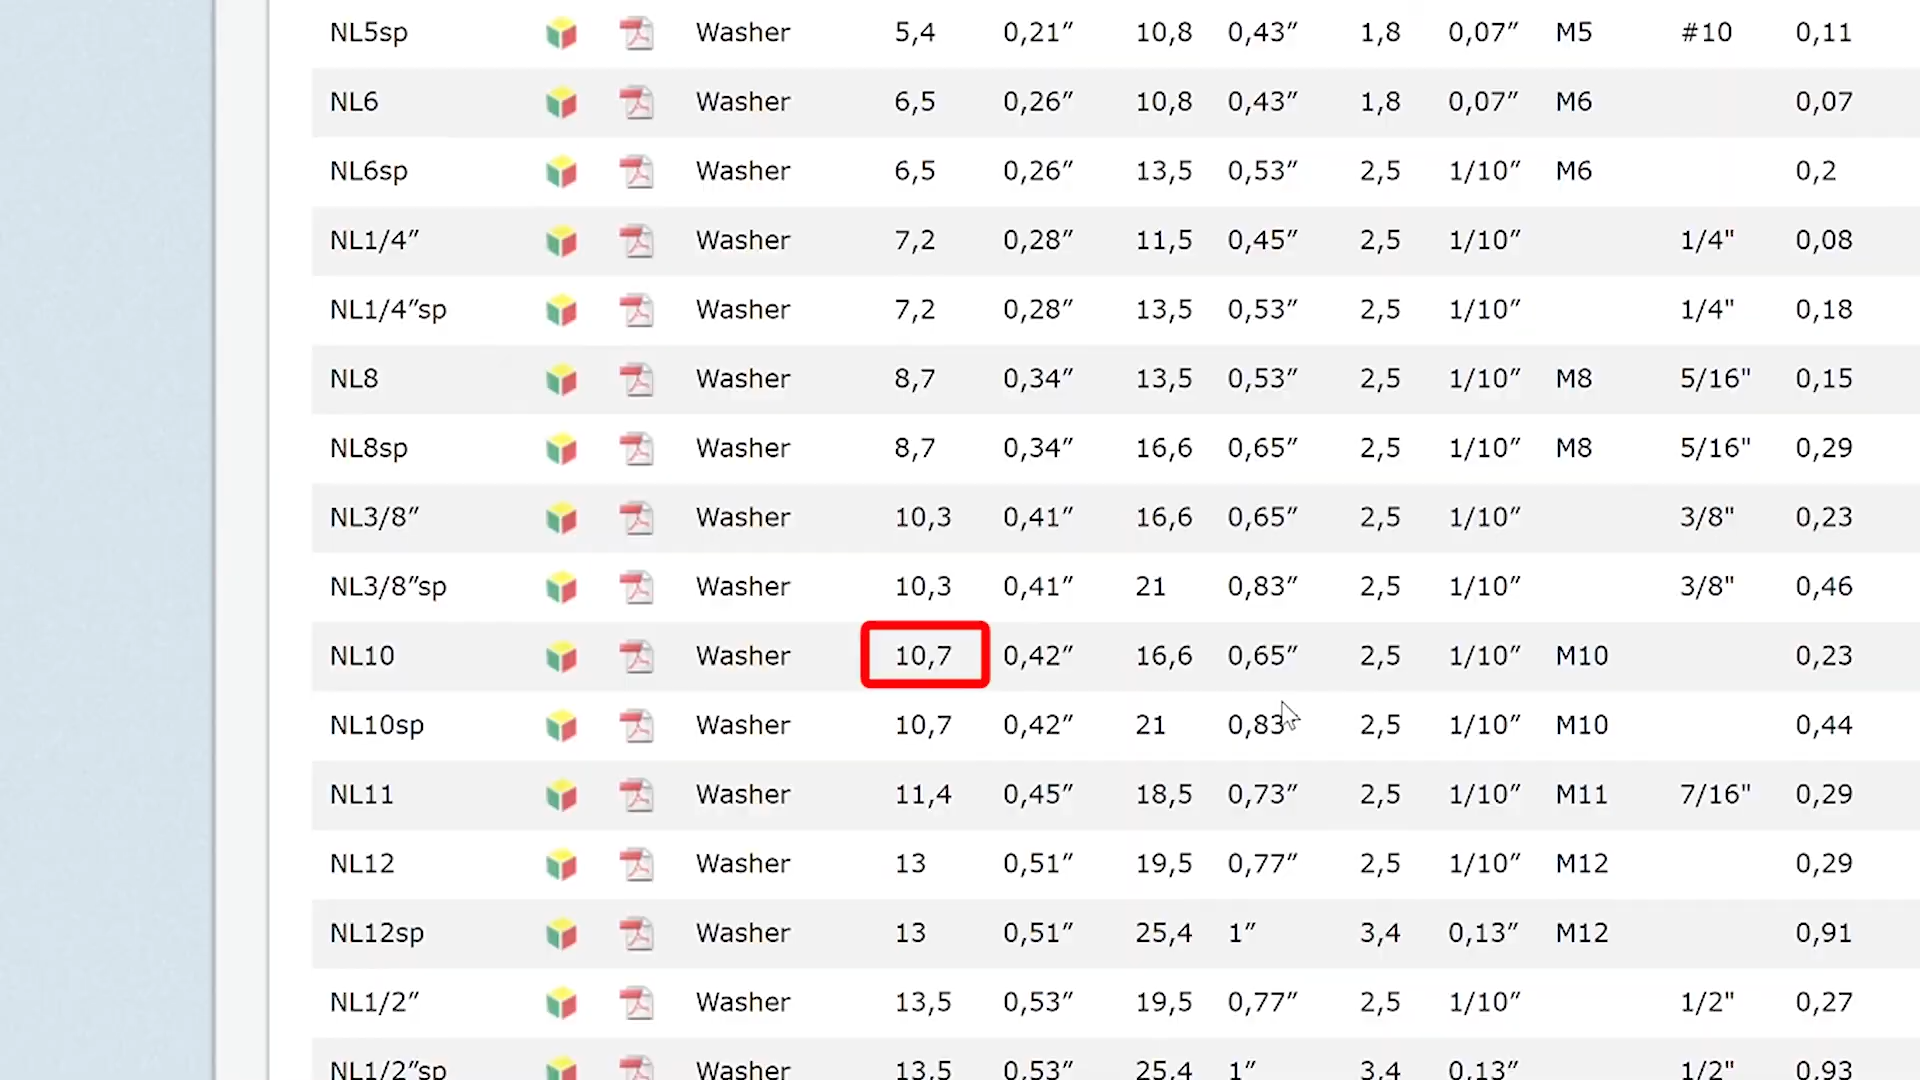 NL5sp Washer 5,4 0,21″ 10,8 0,43″ 1,8 0,07″ M5 #10 0,11
NL6 Washer 6,5 0,26″ 10,8 0,43″ 1,8 0,07″ M6 0,07
NL6sp Washer 6,5 0,26″ 13,5 0,53″ 2,5 1/10″ M6 0,2
NL1/4″ Washer 7,2 0,28″ 11,5 0,45″ 2,5 1/10″ 1/4" 0,08
NL1/4″sp Washer 7,2 0,28″ 13,5 0,53″ 2,5 1/10″ 1/4" 0,18
NL8 Washer 8,7 0,34″ 13,5 0,53″ 2,5 1/10″ M8 5/16" 0,15
NL8sp Washer 8,7 0,34″ 16,6 0,65″ 2,5 1/10″ M8 5/16" 0,29
NL3/8″ Washer 10,3 0,41″ 16,6 0,65″ 2,5 1/10″ 3/8" 0,23
NL3/8″sp Washer 10,3 0,41″ 21 0,83″ 2,5 1/10″ 3/8" 0,46
NL10 Washer 10,7 0,42″ 16,6 0,65″ 2,5 1/10″ M10 0,23
NL10sp Washer 10,7 0,42″ 21 0,83″ 2,5 1/10″ M10 0,44
NL11 Washer 11,4 0,45″ 18,5 0,73″ 2,5 1/10″ M11 7/16" 0,29
NL12 Washer 13 0,51″ 19,5 0,77″ 2,5 1/10″ M12 0,29
NL12sp Washer 13 0,51″ 25,4 1″ 3,4 0,13″ M12 0,91
NL1/2″ Washer 13,5 0,53″ 19,5 0,77″ 2,5 1/10″ 1/2" 0,27
NL1/2″sp Washer 13,5 0,53″ 25,4 1″ 3,4 0,13″ 1/2" 0,93